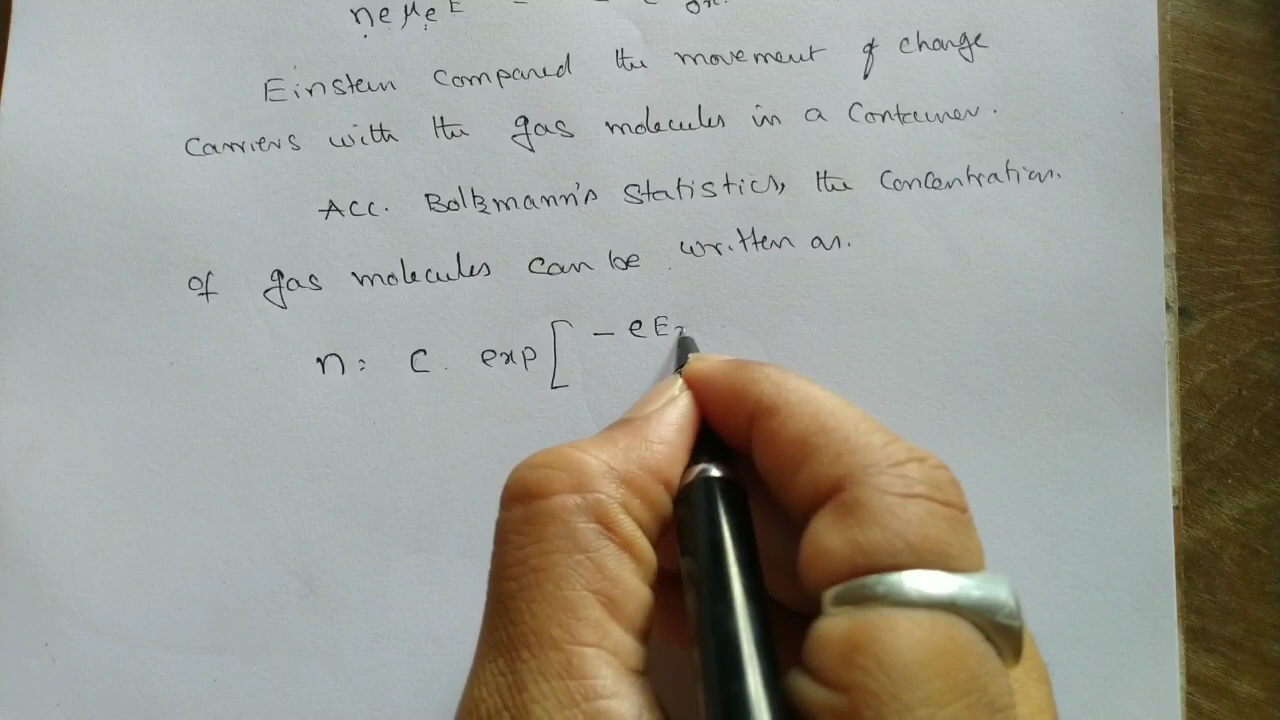 neμeE
Einstein compared the movement of charge
carriers with the gas molecules in a container.
Acc. Boltzmann's Statistics, the concentration.
of gas molecules can be written as.
n = C. exp[ - e E